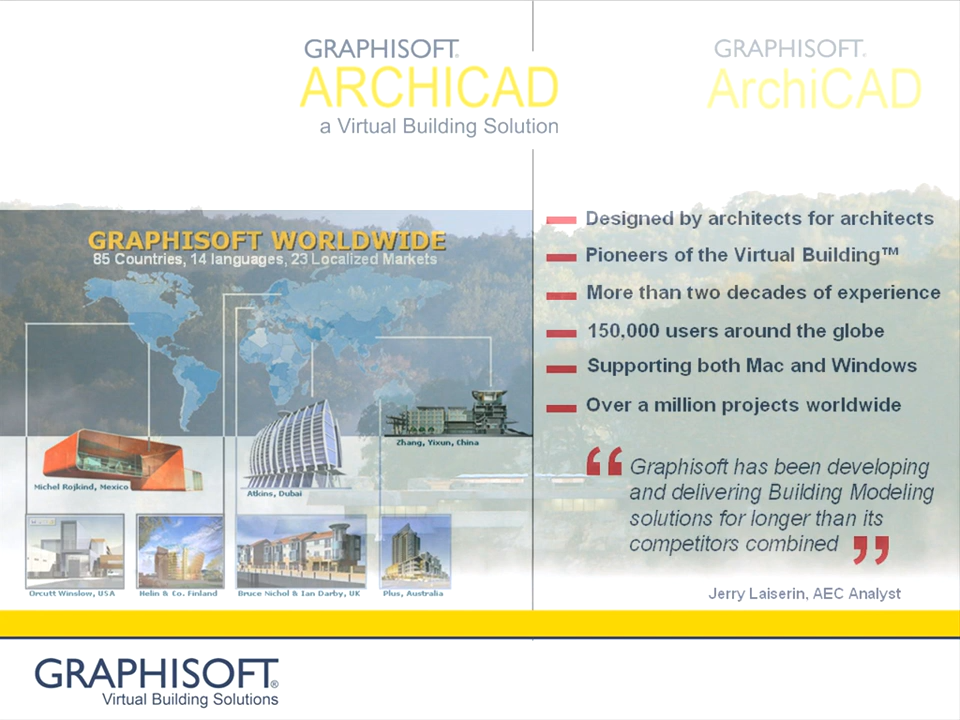 GRAPHISOFT®
ARCHICAD
a Virtual Building Solution
GRAPHISOFT®
ArchiCAD
GRAPHISOFT WORLDWIDE
85 Countries, 14 languages, 23 Localized Markets
Zhang, Yixun, China
Michel Rojkind, Mexico
Atkins, Dubai
Orcutt Winslow, USA
Helin & Co. Finland
Bruce Nichol & Ian Darby, UK
Plus, Australia
Designed by architects for architects
Pioneers of the Virtual Building™
More than two decades of experience
150,000 users around the globe
Supporting both Mac and Windows
Over a million projects worldwide
“Graphisoft has been developing
and delivering Building Modeling
solutions for longer than its
competitors combined”
Jerry Laiserin, AEC Analyst
GRAPHISOFT®
Virtual Building Solutions